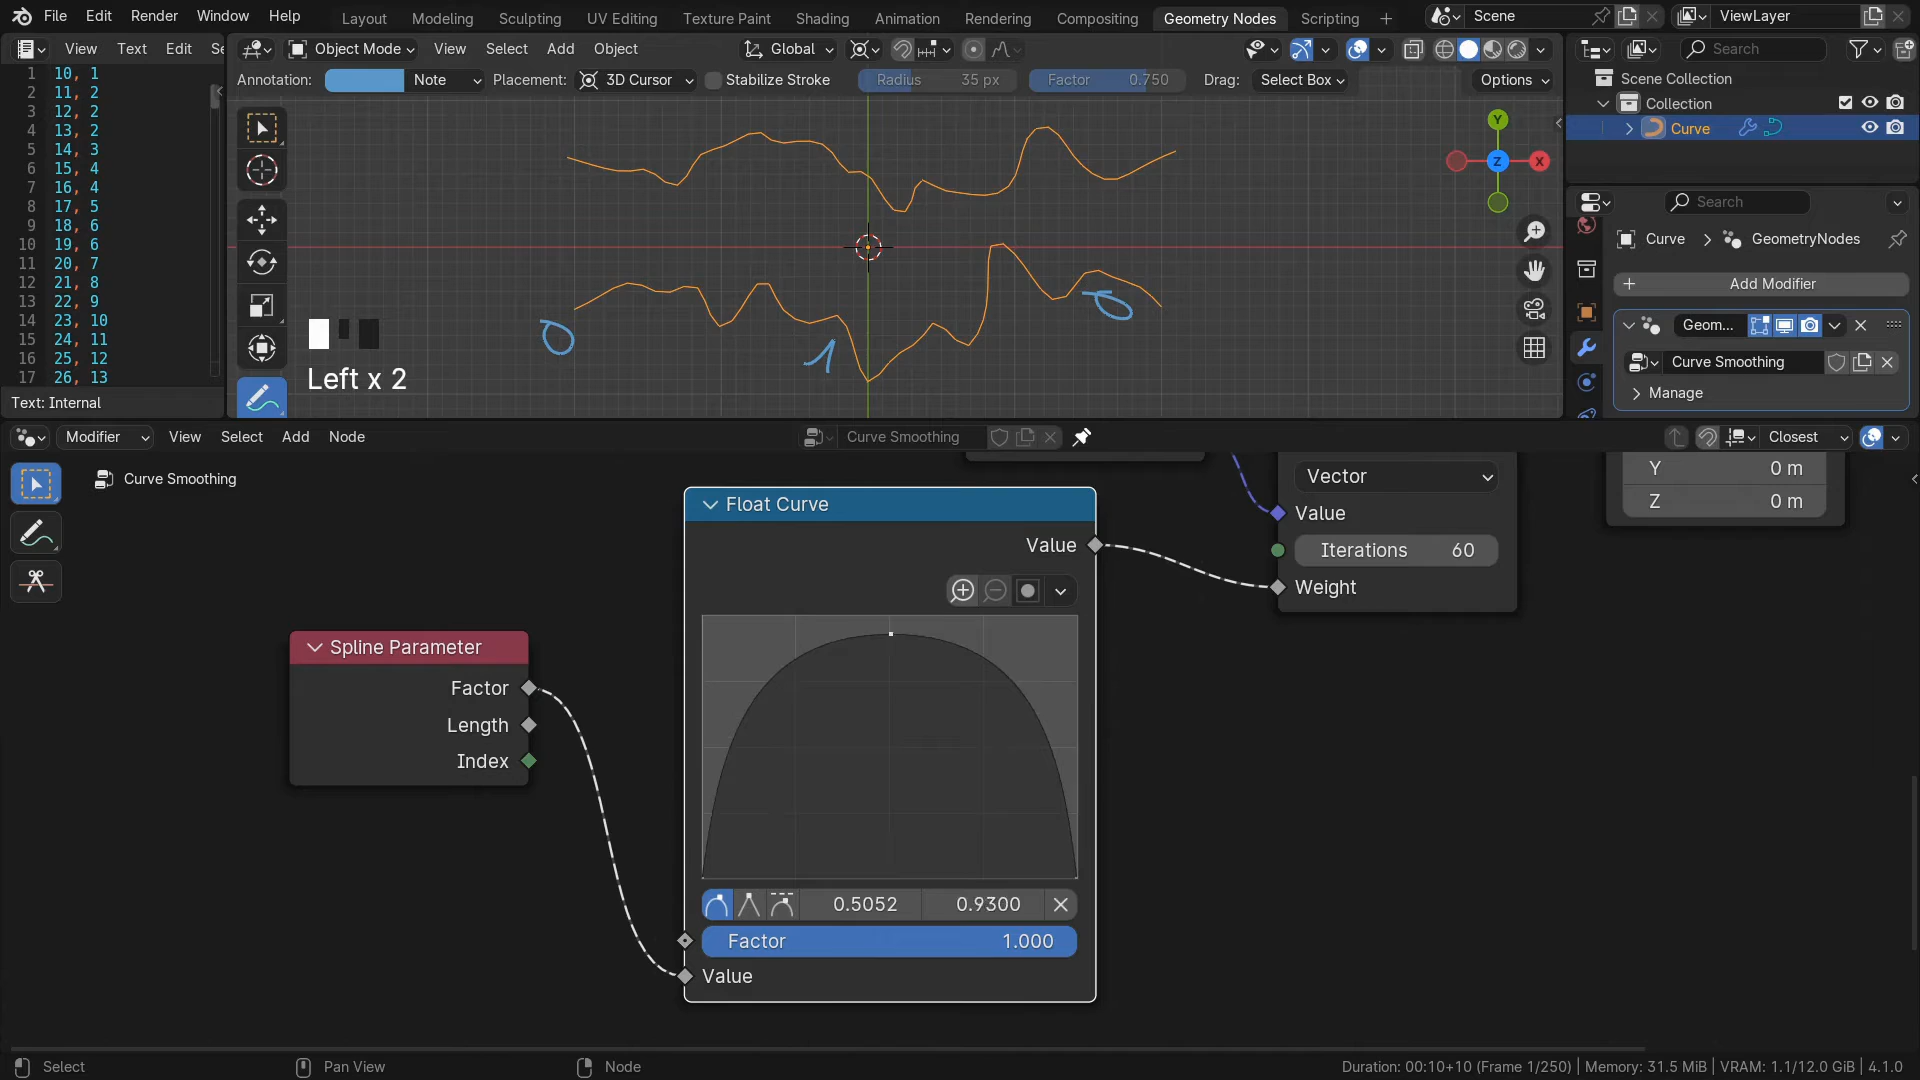 File Edit Render Window Help Layout Modeling Sculpting UV Editing Texture Paint Shading Animation Rendering Compositing Geometry Nodes Scripting + Scene ViewLayer
View Text Edit Se Object Mode View Select Add Object Global Search
Annotation: Note Placement: 3D Cursor Stabilize Stroke Radius 35 px Factor 0.750 Drag: Select Box Options
1 10, 1
2 11, 2
3 12, 2
4 13, 2
5 14, 3
6 15, 4
7 16, 4
8 17, 5
9 18, 6
10 19, 6
11 20, 7
12 21, 8
13 22, 9
14 23, 10
15 24, 11
16 25, 12
17 26, 13
Text: Internal
Y
Z X
0 1 0
Left x 2
Scene Collection
Collection
Curve
Search
Curve GeometryNodes
+ Add Modifier
Geom...
Curve Smoothing
Manage
Modifier View Select Add Node Curve Smoothing Closest
Curve Smoothing
Float Curve
Value
0.5052 0.9300
Factor 1.000
Value
Spline Parameter
Factor
Length
Index
Vector
Value
Iterations 60
Weight
Y 0 m
Z 0 m
Select Pan View Node Duration: 00:10+10 (Frame 1/250) | Memory: 31.5 MiB | VRAM: 1.1/12.0 GiB | 4.1.0